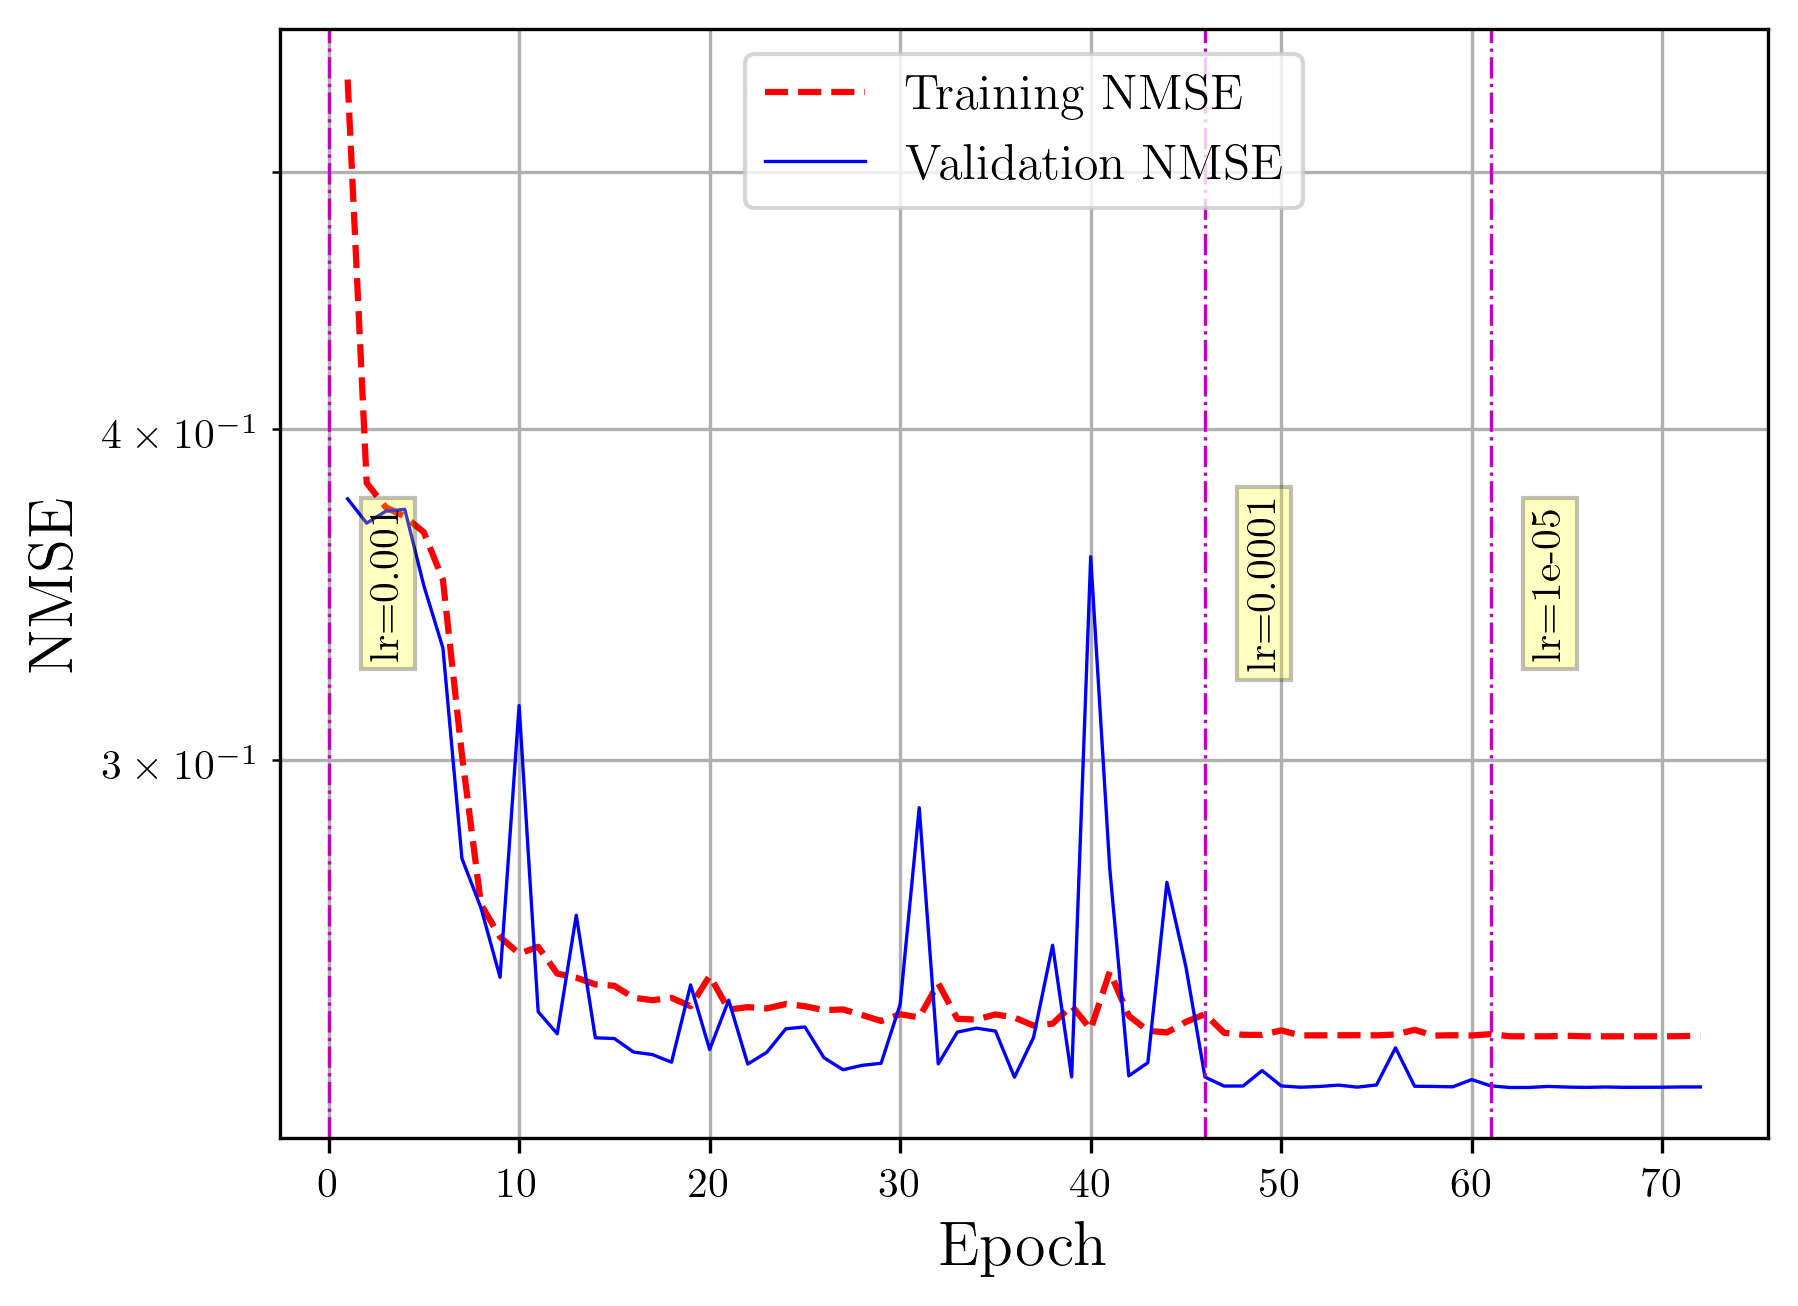 Training NMSE
Validation NMSE
NMSE
4 × 10⁻¹
3 × 10⁻¹
lr=0.001
lr=0.0001
lr=1e-05
0 10 20 30 40 50 60 70
Epoch